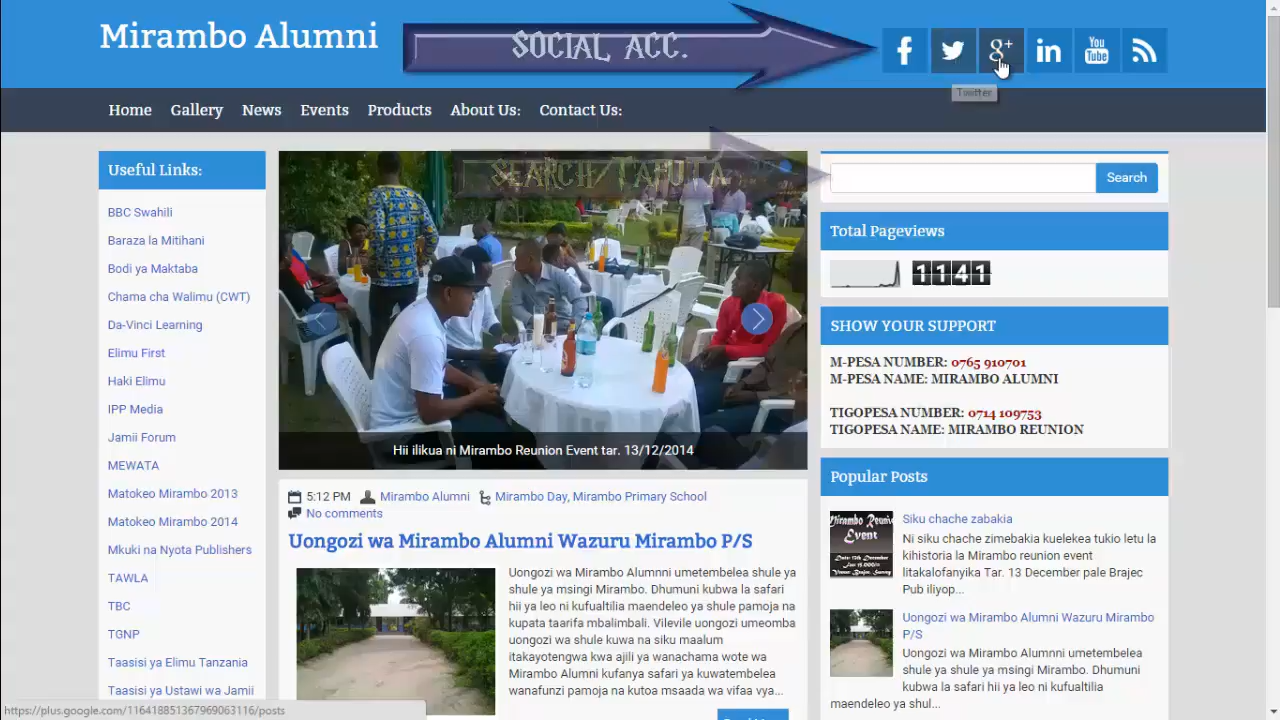 Mirambo Alumni
SOCIAL ACC.
g+
in
You
Tube
Twitter
Home Gallery News Events Products About Us: Contact Us:
Useful Links:
BBC Swahili
Baraza la Mitihani
Bodi ya Maktaba
Chama cha Walimu (CWT)
Da-Vinci Learning
Elimu First
Haki Elimu
IPP Media
Jamii Forum
MEWATA
Matokeo Mirambo 2013
Matokeo Mirambo 2014
Mkuki na Nyota Publishers
TAWLA
TBC
TGNP
Taasisi ya Elimu Tanzania
Taasisi ya Ustawi wa Jamii
SEARCH/TAFUTA
Hii ilikua ni Mirambo Reunion Event tar. 13/12/2014
5:12 PM Mirambo Alumni Mirambo Day, Mirambo Primary School
No comments
Uongozi wa Mirambo Alumni Wazuru Mirambo P/S
Uongozi wa Mirambo Alumnni umetembelea shule ya
shule ya msingi Mirambo. Dhumuni kubwa la safari
hii ya leo ni kufualtilia maendeleo ya shule pamoja na
kupata taarifa mbalimbali. Vilevile uongozi umeomba
uongozi wa shule kuwa na siku maalum
itakayotengwa kwa ajili ya wanachama wote wa
Mirambo Alumni kufanya safari ya kuwatembelea
wanafunzi pamoja na kutoa msaada wa vifaa vya...
Search
Total Pageviews
1141
SHOW YOUR SUPPORT
M-PESA NUMBER: 0765 910701
M-PESA NAME: MIRAMBO ALUMNI
TIGOPESA NUMBER: 0714 109753
TIGOPESA NAME: MIRAMBO REUNION
Popular Posts
Mirambo Reunion
Event
Siku chache zabakia
Ni siku chache zimebakia kuelekea tukio letu la
kihistoria la Mirambo reunion event
litakalofanyika Tar. 13 December pale Brajec
Pub iliyop...
Uongozi wa Mirambo Alumni Wazuru Mirambo
P/S
Uongozi wa Mirambo Alumnni umetembelea
shule ya shule ya msingi Mirambo. Dhumuni
kubwa la safari hii ya leo ni kufualtilia
maendeleo ya shul...
https://plus.google.com/116418851367969063116/posts